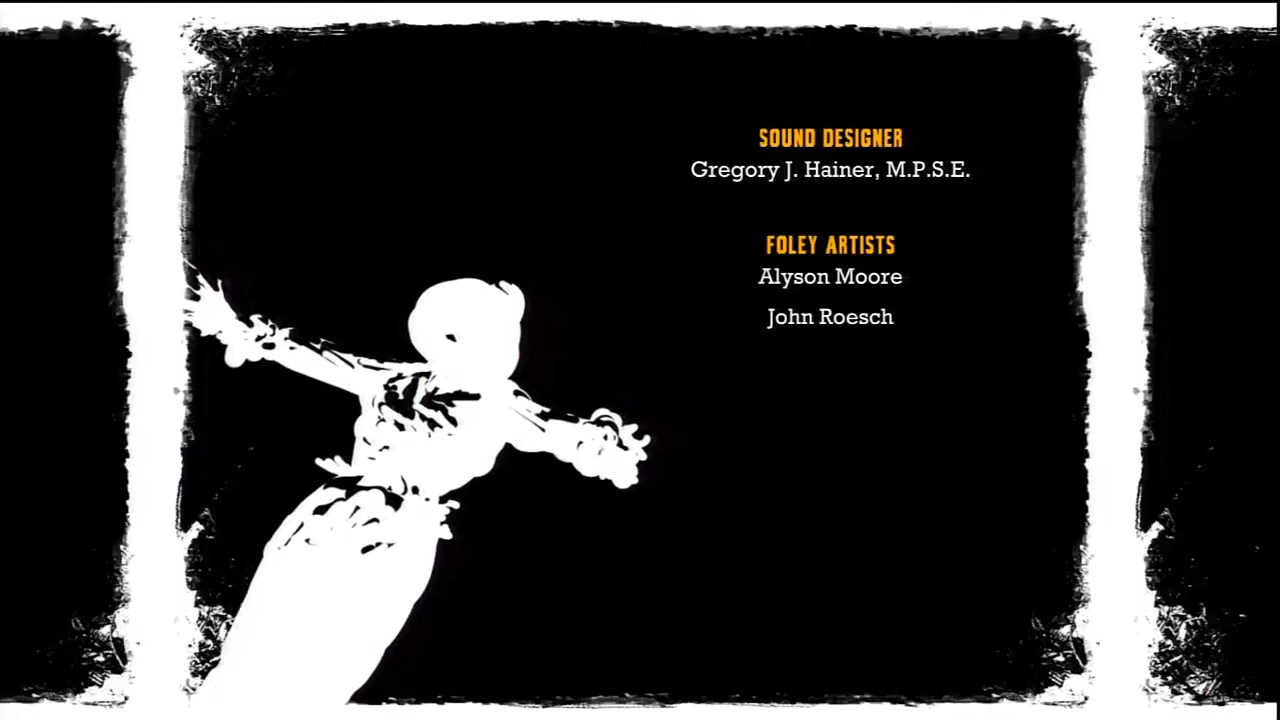 SOUND DESIGNER
Gregory J. Hainer, M.P.S.E.
FOLEY ARTISTS
Alyson Moore
John Roesch